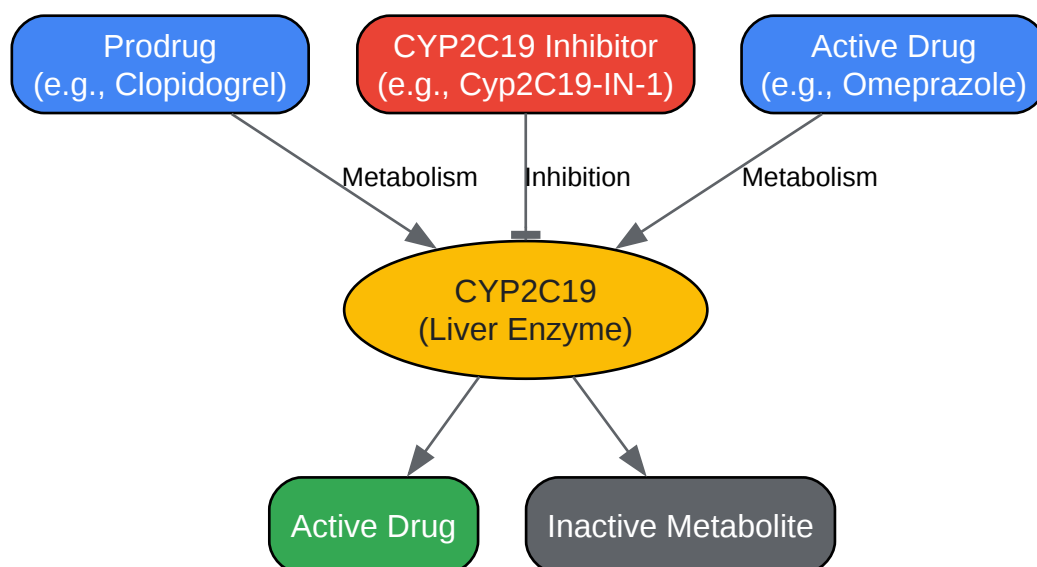 Prodrug
(e.g., Clopidogrel)
CYP2C19 Inhibitor
(e.g., Cyp2C19-IN-1)
Active Drug
(e.g., Omeprazole)
Metabolism
Inhibition
Metabolism
CYP2C19
(Liver Enzyme)
Active Drug
Inactive Metabolite